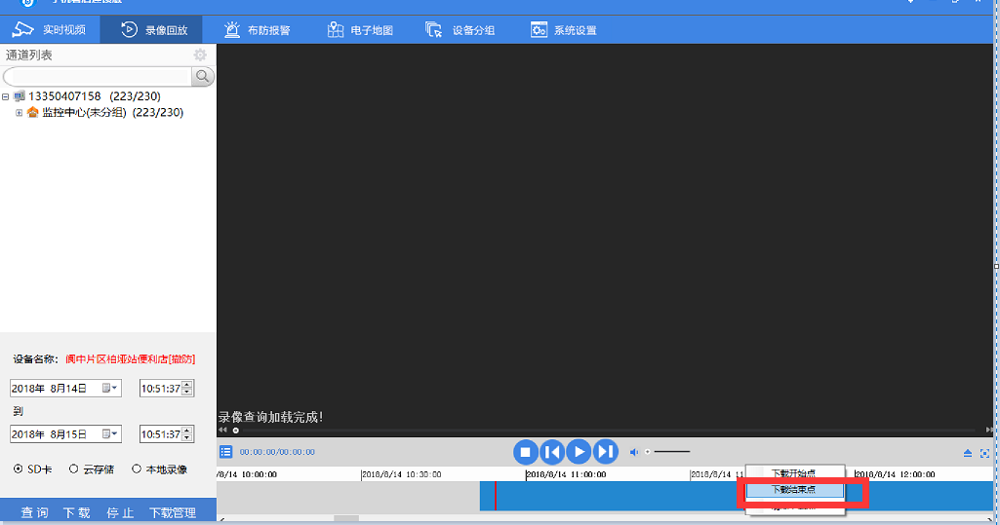 实时视频 录像回放 布防报警 电子地图 设备分组 系统设置
通道列表
13350407158 (223/230)
监控中心(未分组) (223/230)
设备名称: 阆中片区柏垭站便利店[撤防]
2018年 8月14日 10:51:37
到
2018年 8月15日 10:51:37
SD卡 云存储 本地录像
查 询 下 载 停 止 下载管理
录像查询加载完成!
00:00:00/00:00:00
8/14 10:00:00 2018/8/14 10:30:00 2018/8/14 11:00:00 2018/8/14 11 2018/8/14 12:00:00
下载开始点
下载结束点